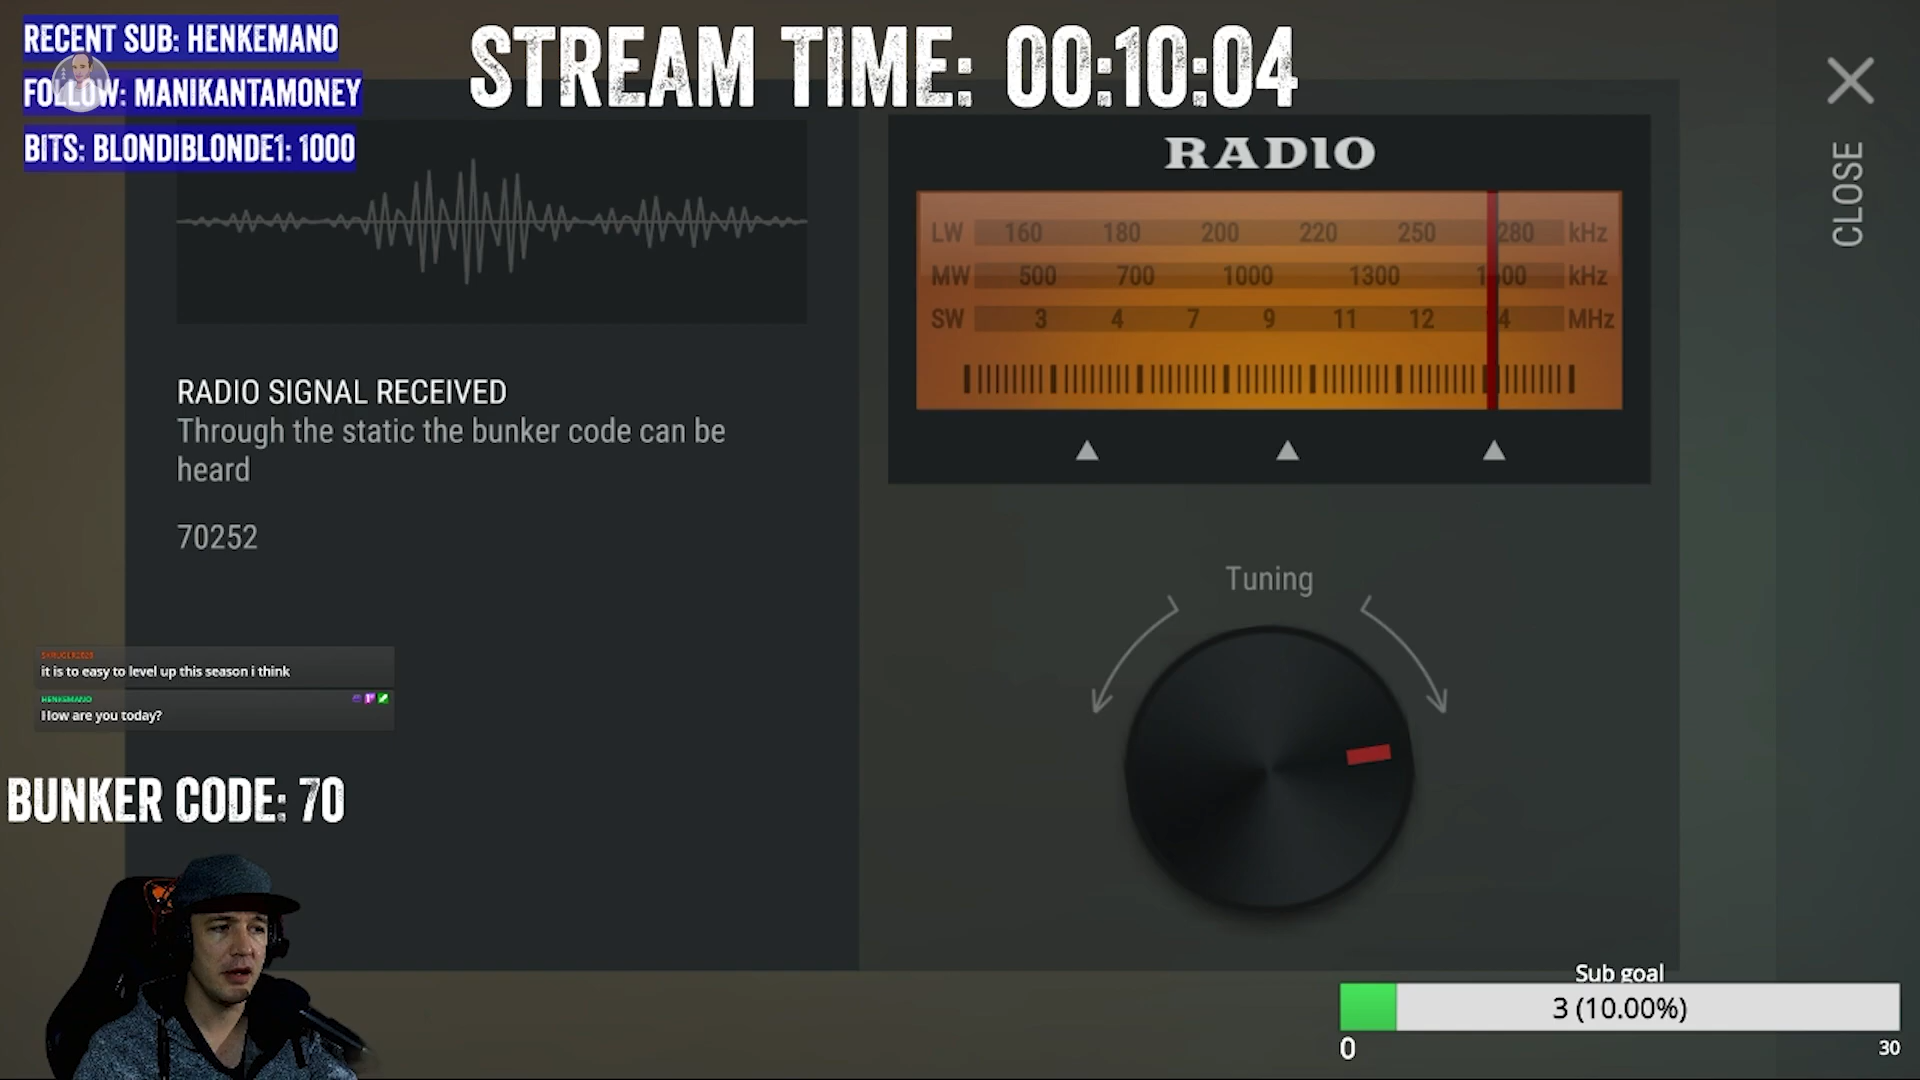 RECENT SUB: HENKEMANO
FOLLOW: MANIKANTAMONEY
BITS: BLONDIBLONDE1: 1000
STREAM TIME: 00:10:04
CLOSE
RADIO
LW 160 180 200 220 250 280 kHz
MW 500 700 1000 1300 kHz
SW 3 4 7 9 11 12 MHz
RADIO SIGNAL RECEIVED
Through the static the bunker code can be
heard
70252
Tuning
it is to easy to level up this season i think
HENKEMANO
How are you today?
BUNKER CODE: 70
Sub goal
3 (10.00%)
0
30